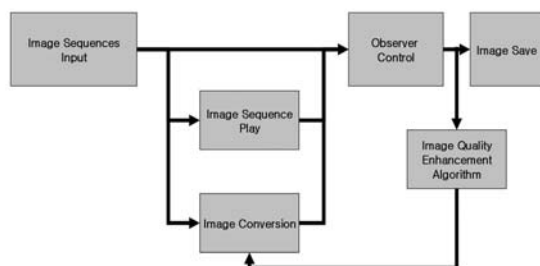 Image Sequences
Input
Observer
Control
Image Save
Image Sequence
Play
Image Quality
Enhancement
Algorithm
Image Conversion